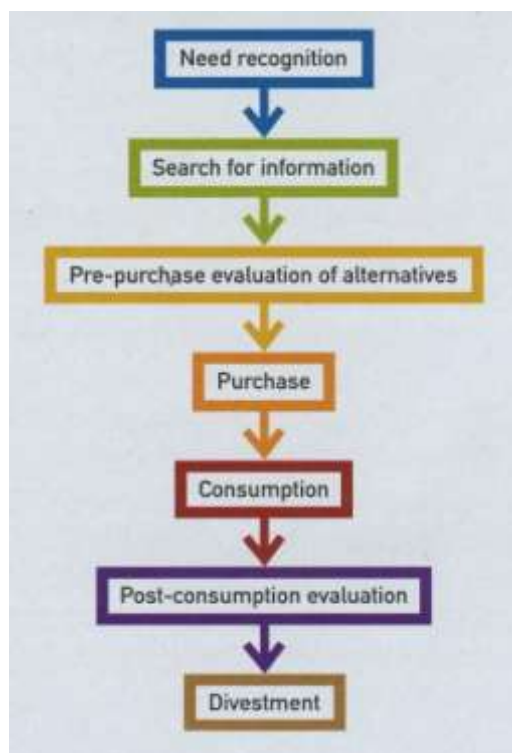 Need recognition
Search for information
Pre-purchase evaluation of alternatives
Purchase
Consumption
Post-consumption evaluation
Divestment